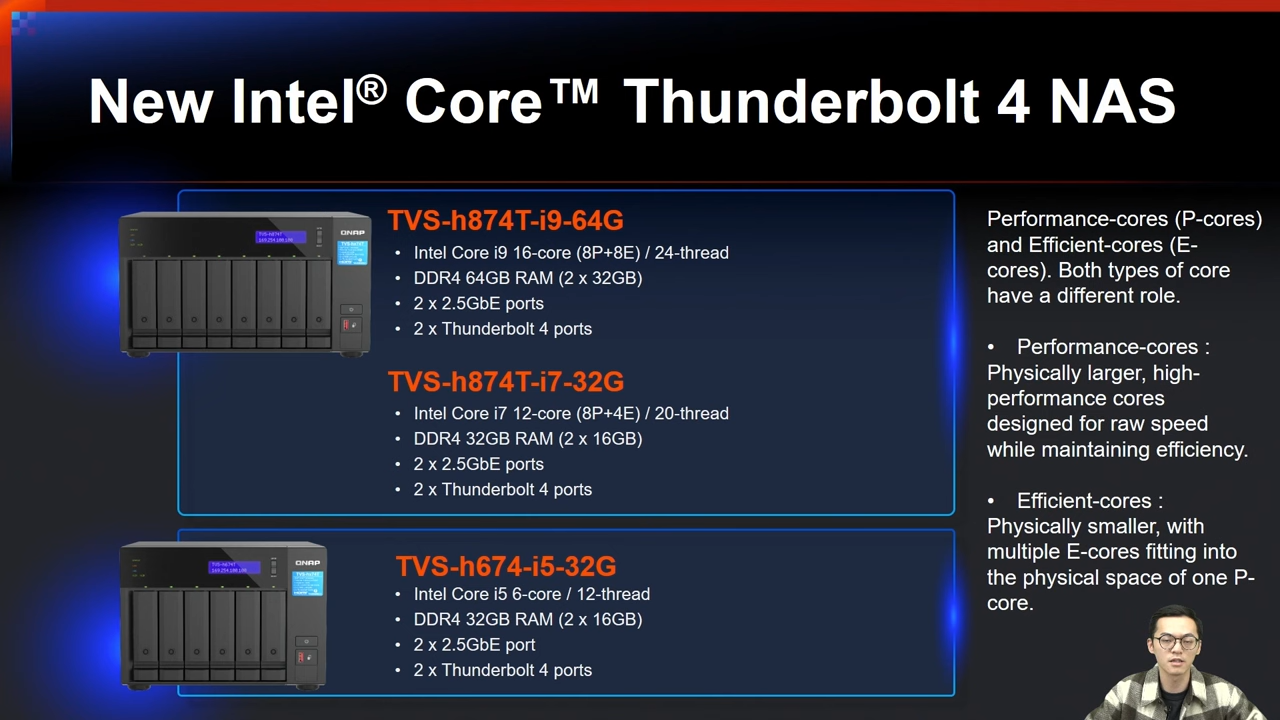 New Intel® Core™ Thunderbolt 4 NAS
QNAP
TVS-h874T-i9-64G
• Intel Core i9 16-core (8P+8E) / 24-thread
• DDR4 64GB RAM (2 x 32GB)
• 2 x 2.5GbE ports
• 2 x Thunderbolt 4 ports
TVS-h874T-i7-32G
• Intel Core i7 12-core (8P+4E) / 20-thread
• DDR4 32GB RAM (2 x 16GB)
• 2 x 2.5GbE ports
• 2 x Thunderbolt 4 ports
QNAP
TVS-h674-i5-32G
• Intel Core i5 6-core / 12-thread
• DDR4 32GB RAM (2 x 16GB)
• 2 x 2.5GbE port
• 2 x Thunderbolt 4 ports
Performance-cores (P-cores)
and Efficient-cores (E-
cores). Both types of core
have a different role.
• Performance-cores :
Physically larger, high-
performance cores
designed for raw speed
while maintaining efficiency.
• Efficient-cores :
Physically smaller, with
multiple E-cores fitting into
the physical space of one P-
core.